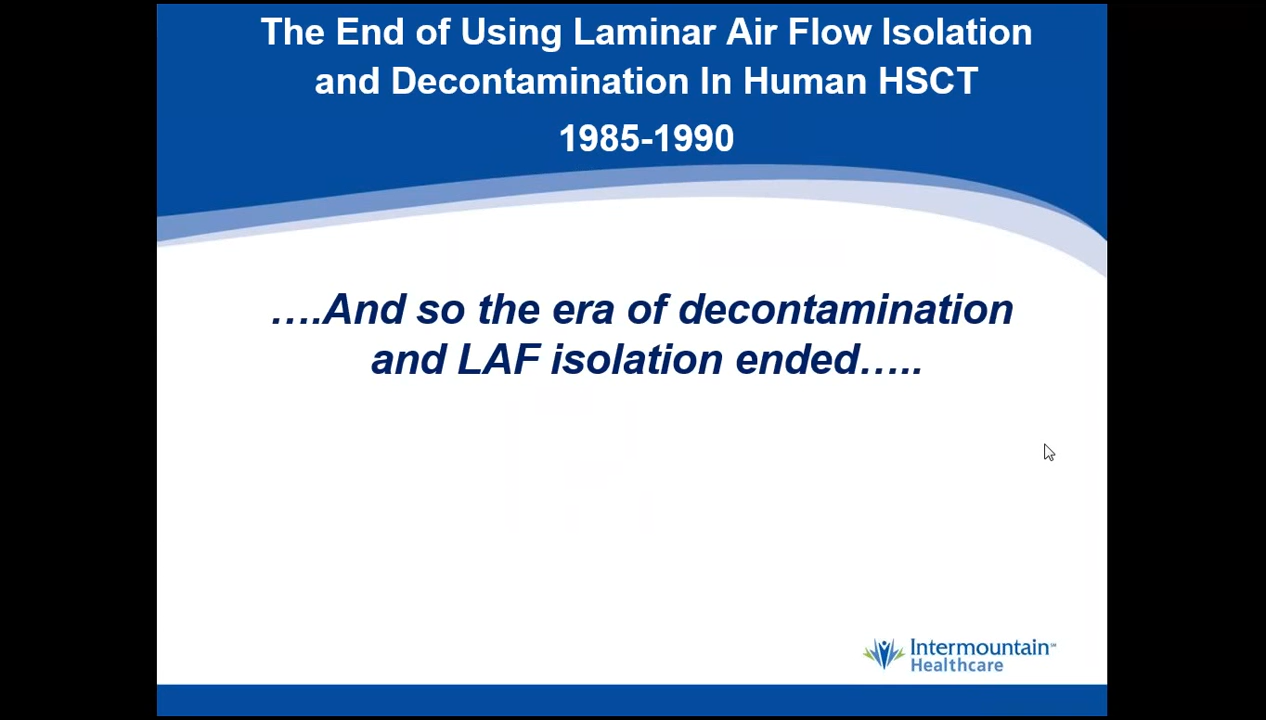 The End of Using Laminar Air Flow Isolation
and Decontamination In Human HSCT
1985-1990
….And so the era of decontamination
and LAF isolation ended…..
Intermountain℠
Healthcare